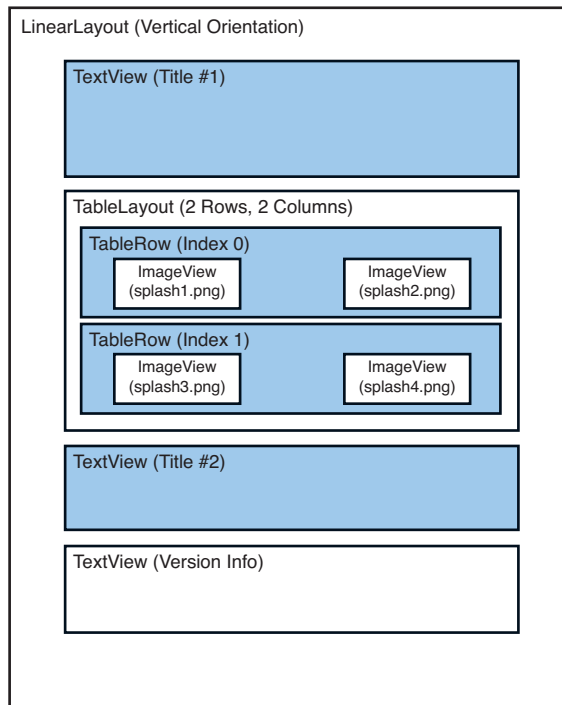 LinearLayout (Vertical Orientation)
TextView (Title #1)
TableLayout (2 Rows, 2 Columns)
TableRow (Index 0)
ImageView
(splash1.png)
ImageView
(splash2.png)
TableRow (Index 1)
ImageView
(splash3.png)
ImageView
(splash4.png)
TextView (Title #2)
TextView (Version Info)